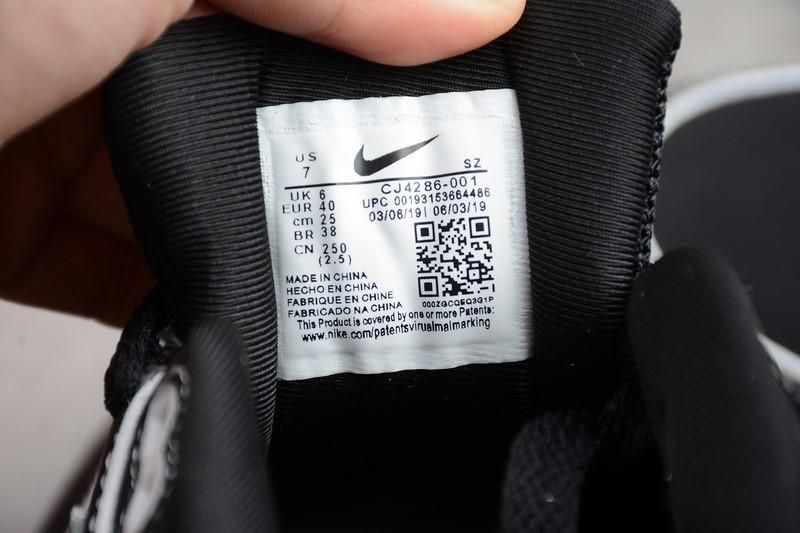 US
7
SZ
UK 6
EUR 40
cm 25
BR 38
CN 250
(2.5)
CJ4286-001
UPC 00193153664486
03/06/19| 06/03/19
000ZGCQEQ3G1P
MADE IN CHINA
HECHO EN CHINA
FABRIQUE EN CHINE
FABRICADO NA CHINA
This Product is covered by one or more Patents:
www.nike.com/patentsvirualmalmarking